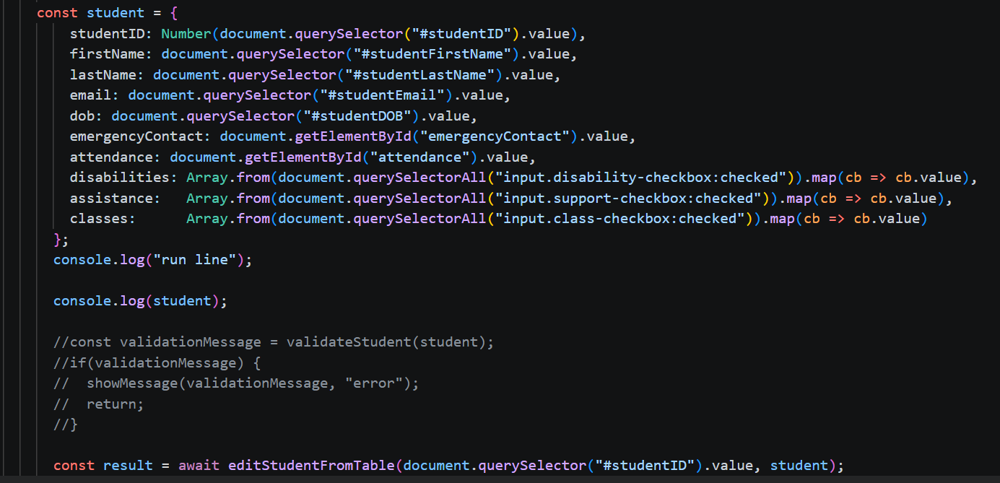 const student = {
studentID: Number(document.querySelector("#studentID").value),
firstName: document.querySelector("#studentFirstName").value,
lastName: document.querySelector("#studentLastName").value,
email: document.querySelector("#studentEmail").value,
dob: document.querySelector("#studentDOB").value,
emergencyContact: document.getElementById("emergencyContact").value,
attendance: document.getElementById("attendance").value,
disabilities: Array.from(document.querySelectorAll("input.disability-checkbox:checked")).map(cb => cb.value),
assistance:   Array.from(document.querySelectorAll("input.support-checkbox:checked")).map(cb => cb.value),
classes:      Array.from(document.querySelectorAll("input.class-checkbox:checked")).map(cb => cb.value)
};
console.log("run line");
console.log(student);
//const validationMessage = validateStudent(student);
//if(validationMessage) {
//  showMessage(validationMessage, "error");
//  return;
//}
const result = await editStudentFromTable(document.querySelector("#studentID").value, student);